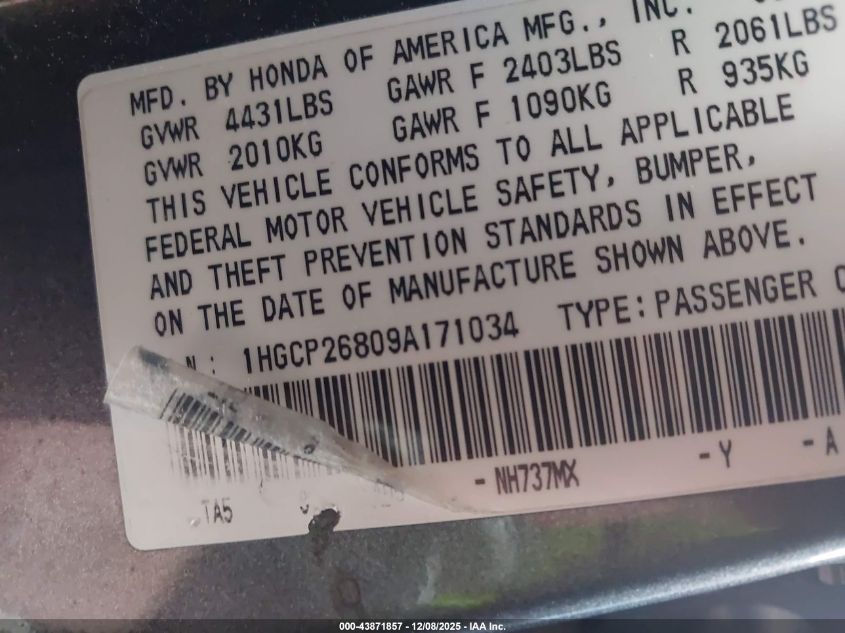 MFD. BY HONDA OF AMERICA MFG., INC.
GVWR 4431LBS GAWR F 2403LBS R 2061LBS
GVWR 2010KG GAWR F 1090KG R 935KG
THIS VEHICLE CONFORMS TO ALL APPLICABLE
FEDERAL MOTOR VEHICLE SAFETY, BUMPER,
AND THEFT PREVENTION STANDARDS IN EFFECT
ON THE DATE OF MANUFACTURE SHOWN ABOVE.
N: 1HGCP26809A171034 TYPE:PASSENGER C
TA5 - NH737MX -Y -A
000-43871857 - 12/08/2025 - IAA Inc.